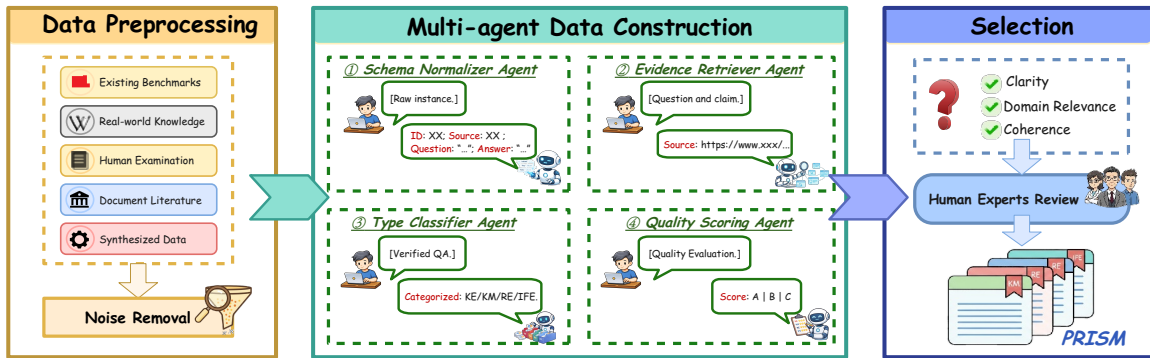 Data Preprocessing
Existing Benchmarks
W
Real-world Knowledge
Human Examination
Document Literature
Synthesized Data
Noise Removal
Multi-agent Data Construction
① Schema Normalizer Agent
[Raw instance.]
ID: XX; Source: XX ;
Question: “…”; Answer: “…”
② Evidence Retriever Agent
[Question and claim.]
Source: https://www.xxx/...
③ Type Classifier Agent
[Verified QA.]
Categorized: KE/KM/RE/IFE.
④ Quality Scoring Agent
[Quality Evaluation.]
Score: A | B | C
Selection
?
Clarity
Domain Relevance
Coherence
Human Experts Review
KM
RE
RE
IFE
PRISM